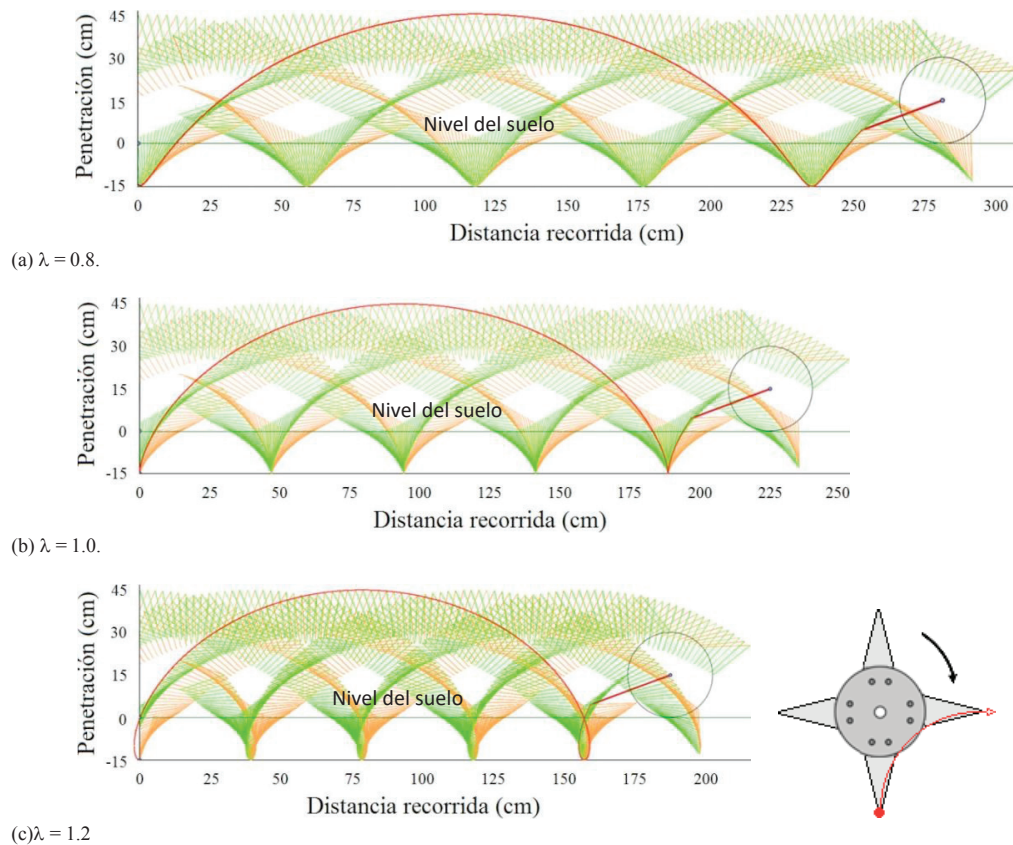 Penetración (cm)
45
30
15
0
-15
Nivel del suelo
0 25 50 75 100 125 150 175 200 225 250 275 300
Distancia recorrida (cm)
(a) λ = 0.8.
Penetración (cm)
45
30
15
0
-15
Nivel del suelo
0 25 50 75 100 125 150 175 200 225 250
Distancia recorrida (cm)
(b) λ = 1.0.
Penetración (cm)
45
30
15
0
-15
Nivel del suelo
0 25 50 75 100 125 150 175 200
Distancia recorrida (cm)
(c)λ = 1.2